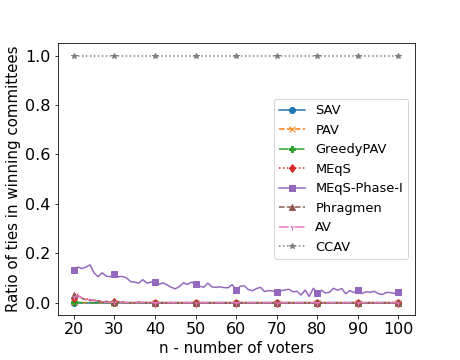 1.0
0.8
0.6
0.4
0.2
0.0
Ratio of ties in winning committees
SAV
PAV
GreedyPAV
MEqS
MEqS-Phase-I
Phragmen
AV
CCAV
20 30 40 50 60 70 80 90 100
n - number of voters